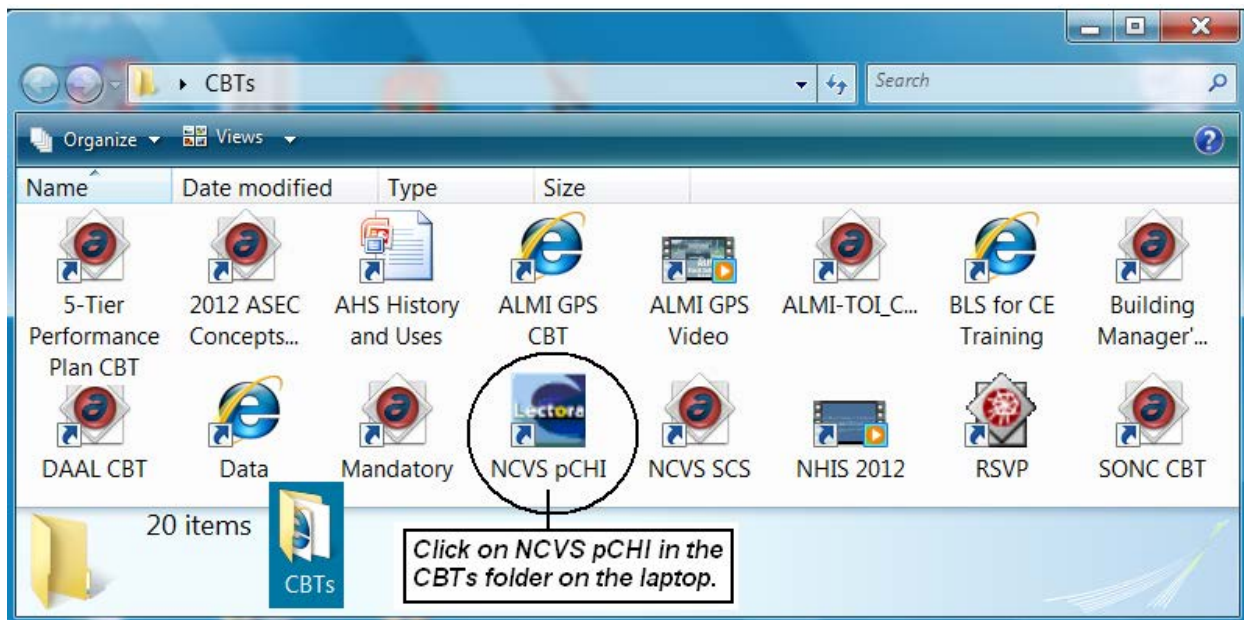 CBTs
Search
Organize
Views
Name Date modified Type Size
5-Tier
Performance
Plan CBT
2012 ASEC
Concepts...
AHS History
and Uses
ALMI GPS
CBT
ALMI GPS
Video
ALMI-TOI_C...
BLS for CE
Training
Building
Manager'...
Lectora
DAAL CBT
Data
Mandatory
NCVS pCHI
NCVS SCS
NHIS 2012
RSVP
SONC CBT
20 items
CBTs
Click on NCVS pCHI in the
CBTs folder on the laptop.